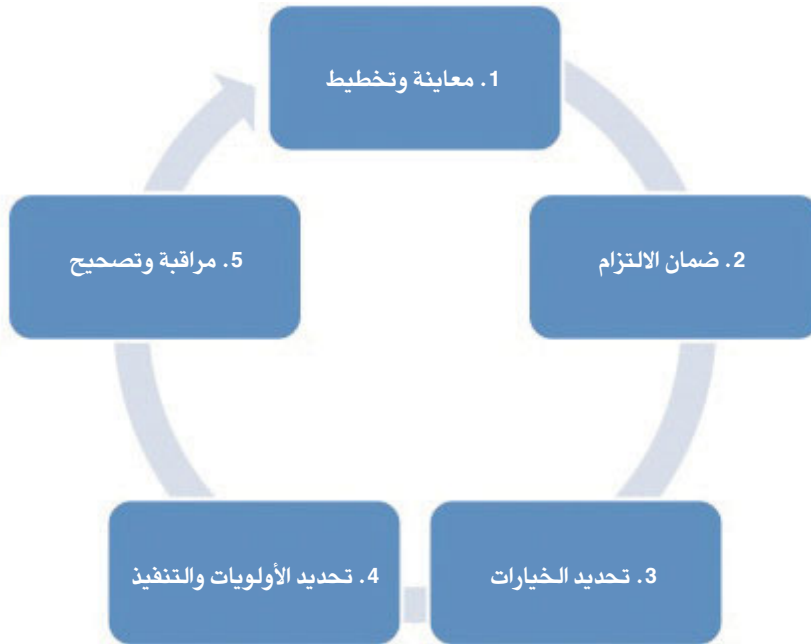 1. معاينة وتخطيط
2. ضمان الالتزام
3. تحديد الخيارات
4. تحديد الأولويات والتنفيذ
5. مراقبة وتصحيح